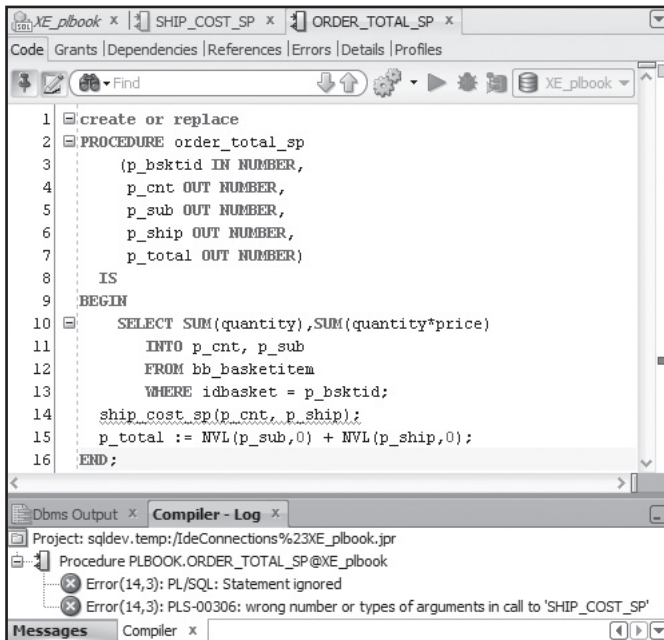 XE_plbook x SHIP_COST_SP x ORDER_TOTAL_SP x
Code Grants |Dependencies |References |Errors |Details |Profiles
Find XE_plbook
1 create or replace
2 PROCEDURE order_total_sp
3 (p_bsktid IN NUMBER,
4 p_cnt OUT NUMBER,
5 p_sub OUT NUMBER,
6 p_ship OUT NUMBER,
7 p_total OUT NUMBER)
8 IS
9 BEGIN
10 SELECT SUM(quantity),SUM(quantity*price)
11 INTO p_cnt, p_sub
12 FROM bb_basketitem
13 WHERE idbasket = p_bsktid;
14 ship_cost_sp(p_cnt, p_ship);
15 p_total := NVL(p_sub,0) + NVL(p_ship,0);
16 END;
Dbms Output x Compiler - Log x
Project: sqldev.temp:/IdeConnections%23XE_plbook.jpr
Procedure PLBOOK.ORDER_TOTAL_SP@XE_plbook
Error(14,3): PL/SQL: Statement ignored
Error(14,3): PLS-00306: wrong number or types of arguments in call to 'SHIP_COST_SP'
Messages Compiler x